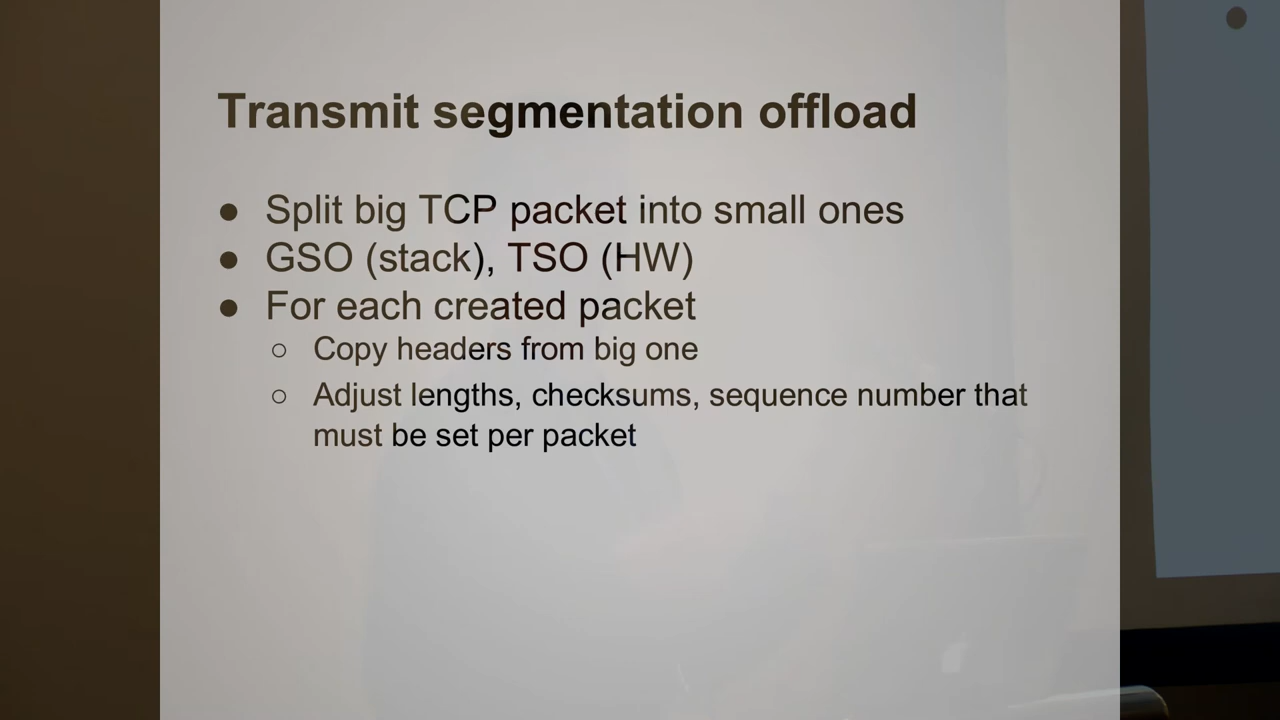 Transmit segmentation offload
● Split big TCP packet into small ones
● GSO (stack), TSO (HW)
● For each created packet
○ Copy headers from big one
○ Adjust lengths, checksums, sequence number that
must be set per packet